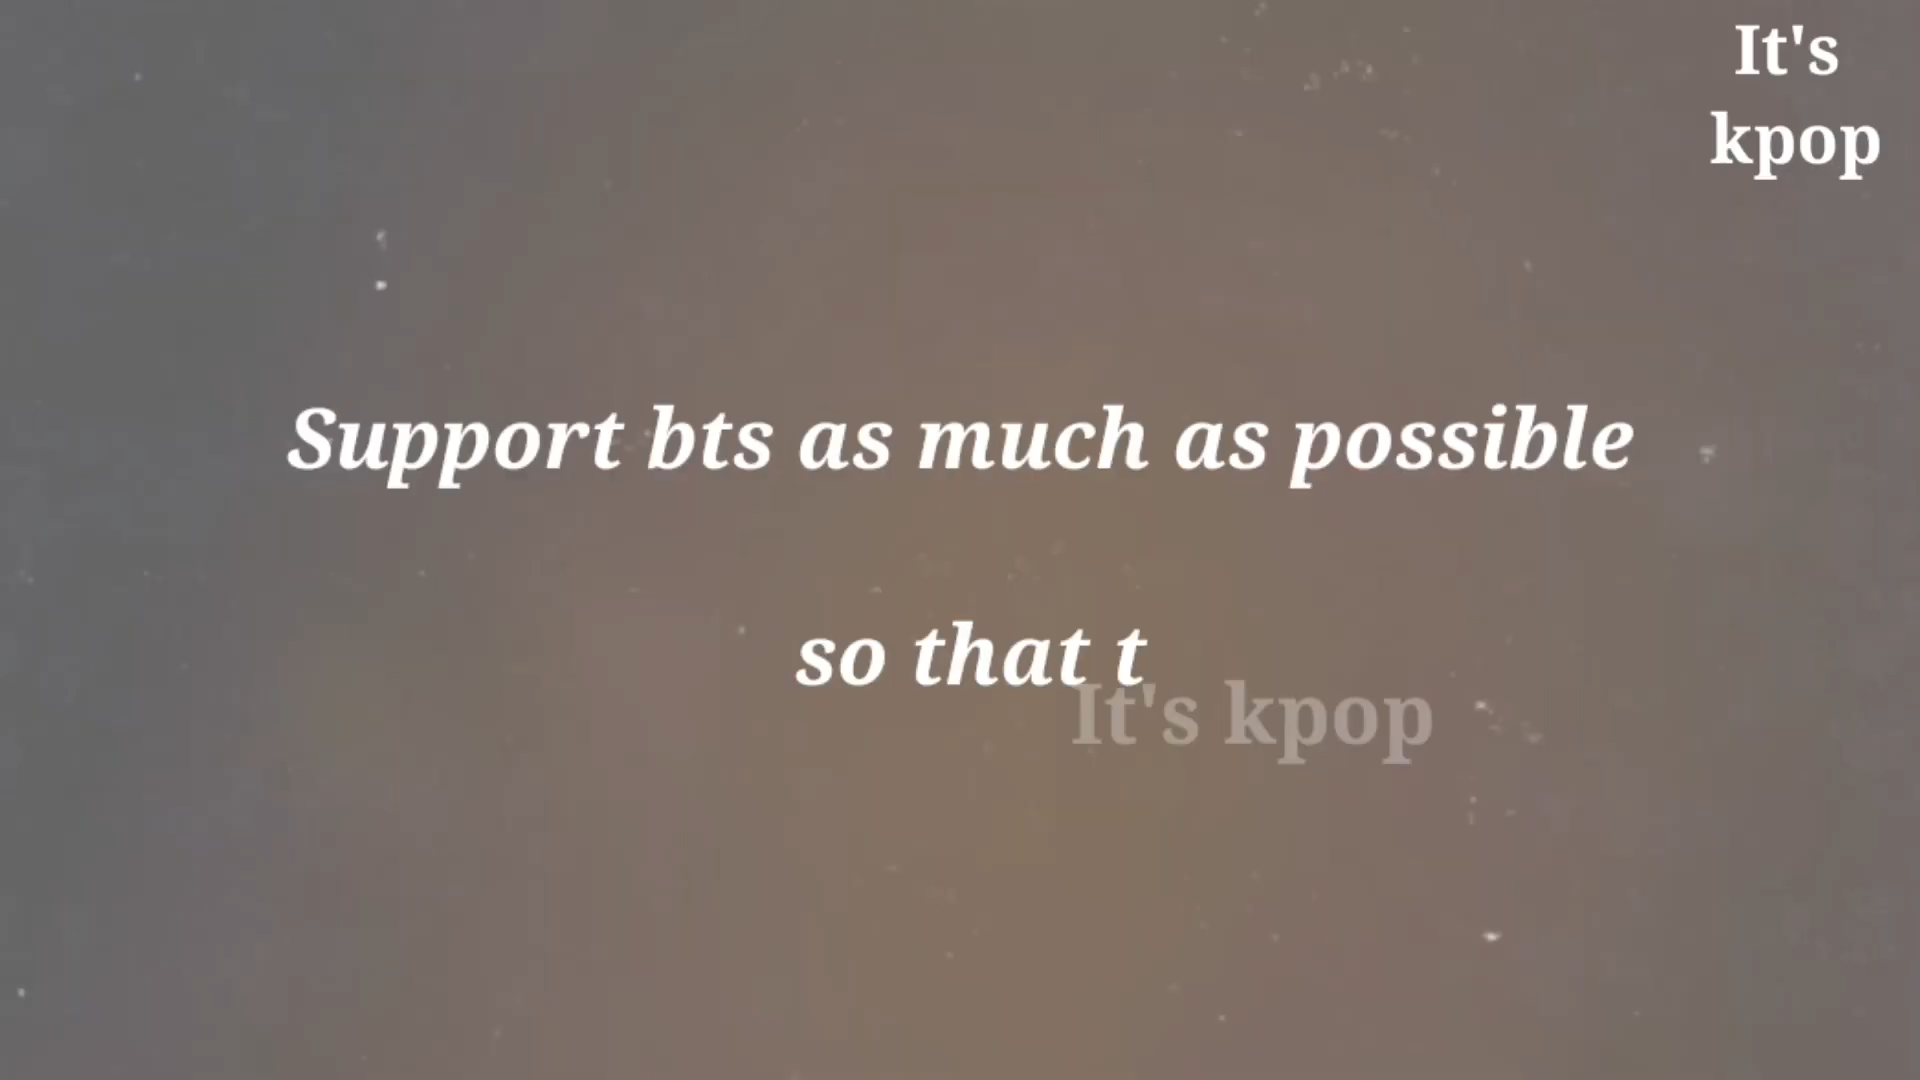 It's
kpop
Support bts as much as possible
so that t
It's kpop